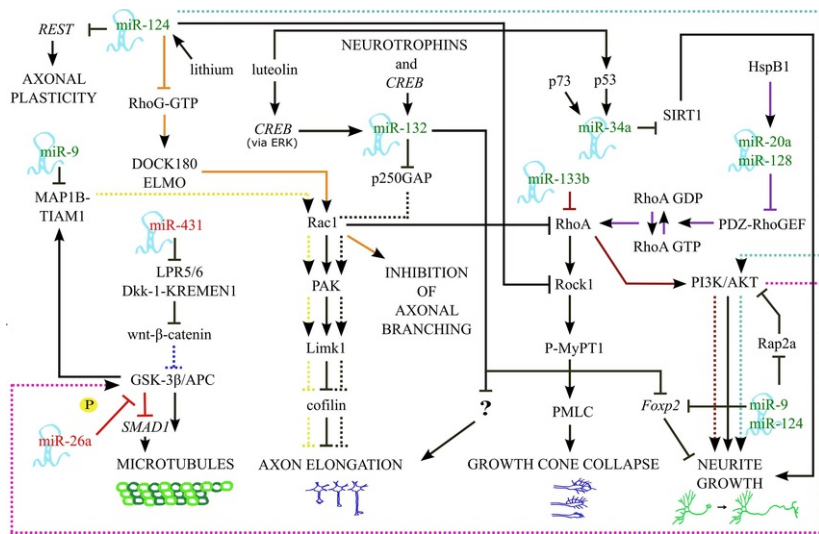 REST
miR-124
lithium
AXONAL
PLASTICITY
RhoG-GTP
DOCK180
ELMO
miR-9
MAP1B-
TIAM1
miR-431
LPR5/6
Dkk-1-KREMEN1
wnt-β-catenin
GSK-3β/APC
P
miR-26a
SMAD1
MICROTUBULES
luteolin
CREB
(via ERK)
NEUROTROPHINS
and
CREB
miR-132
p250GAP
Rac1
INHIBITION
OF
AXONAL
BRANCHING
PAK
Limk1
cofilin
AXON ELONGATION
?
p73
p53
miR-34a
SIRT1
miR-133b
RhoA
Rock1
P-MyPT1
PMLC
GROWTH CONE COLLAPSE
RhoA GDP
RhoA GTP
HspB1
miR-20a
miR-128
PDZ-RhoGEF
PI3K/AKT
Rap2a
miR-9
miR-124
Foxp2
NEURITE
GROWTH